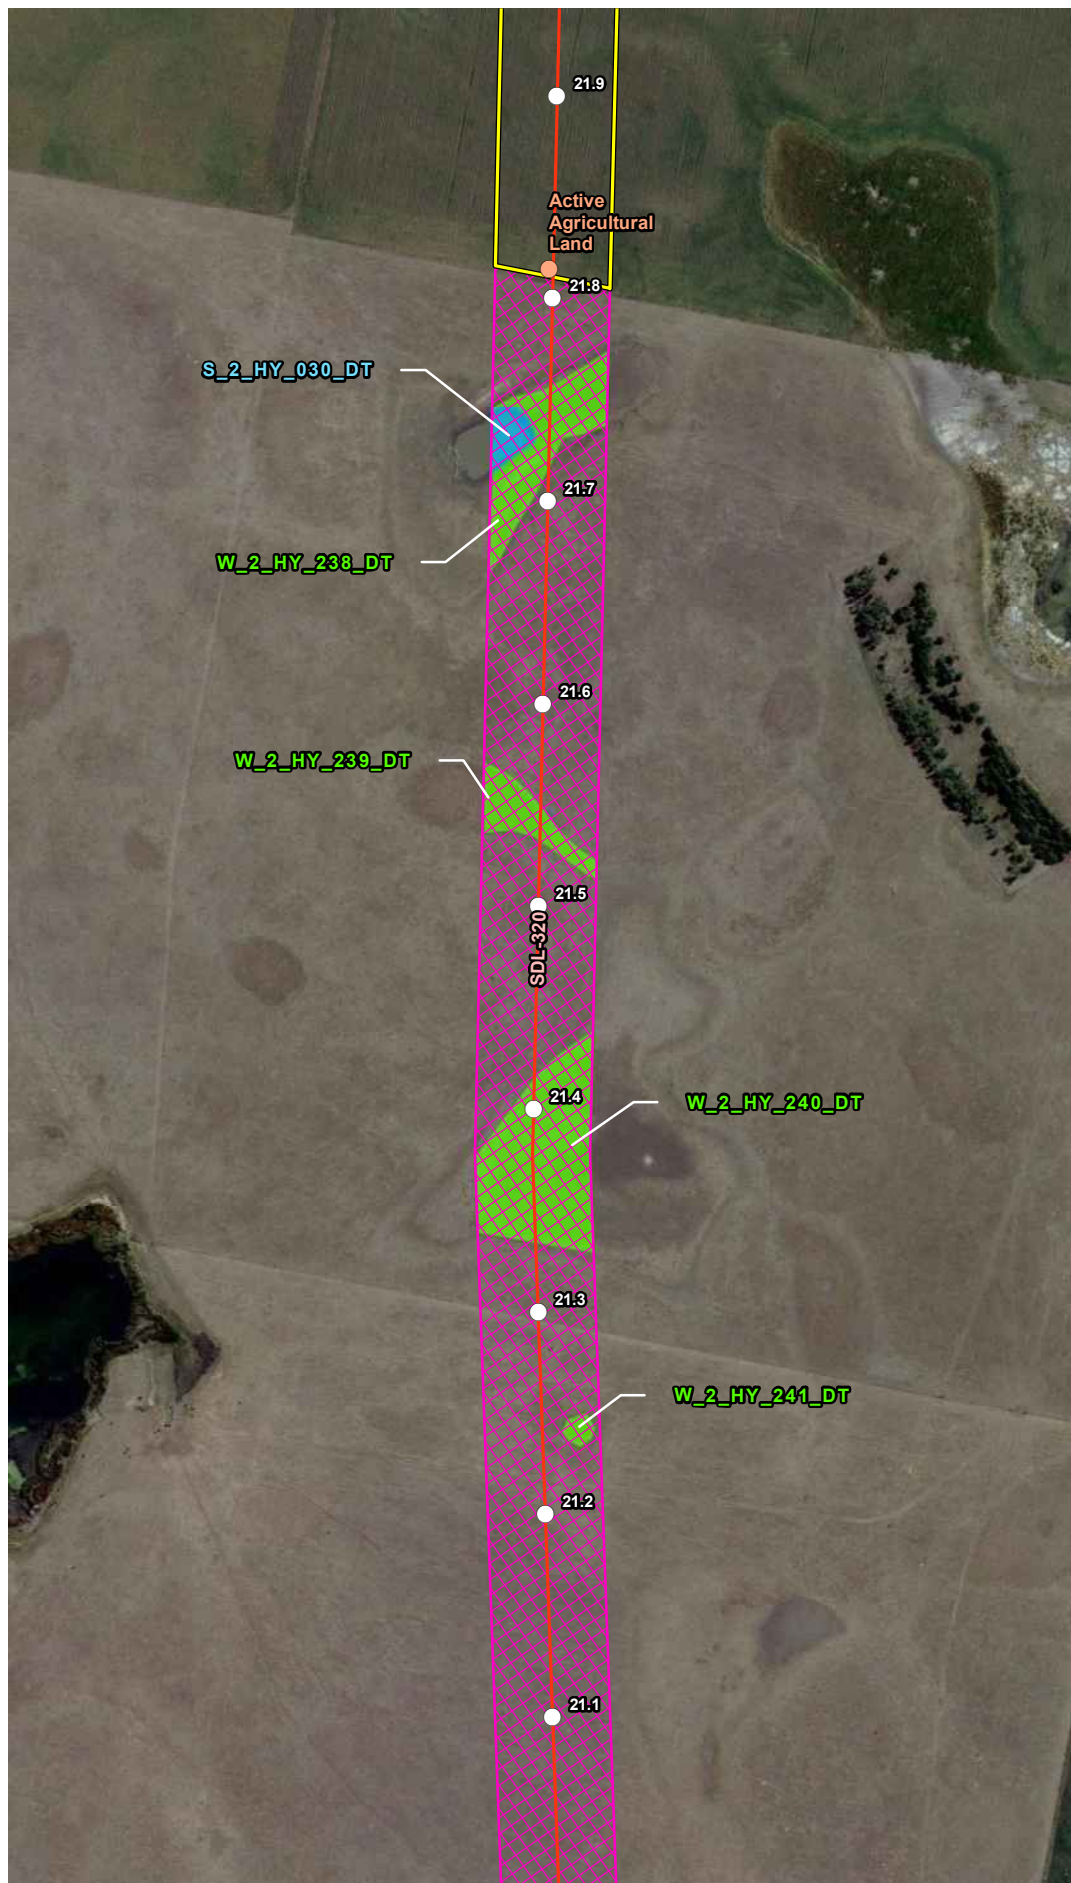 21.9
Active
Agricultural
Land
21.8
S_2_HY_030_DT
21.7
W_2_HY_238_DT
21.6
W_2_HY_239_DT
21.5
SDL-320
21.4
W_2_HY_240_DT
21.3
W_2_HY_241_DT
21.2
21.1